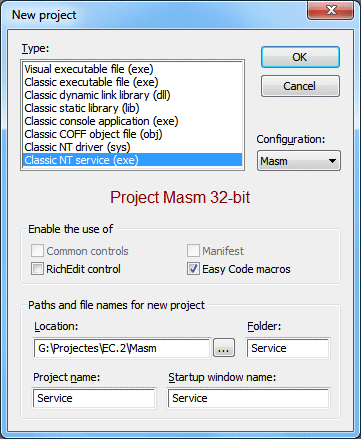 New project
Type:
Visual executable file (exe)
Classic executable file (exe)
Classic dynamic link library (dll)
Classic static library (lib)
Classic console application (exe)
Classic COFF object file (obj)
Classic NT driver (sys)
Classic NT service (exe)
OK
Cancel
Configuration:
Masm
Project Masm 32-bit
Enable the use of
Common controls
Manifest
RichEdit control
Easy Code macros
Paths and file names for new project
Location:
Folder:
G:\Projectes\EC.2\Masm
...
Service
Project name:
Startup window name:
Service
Service